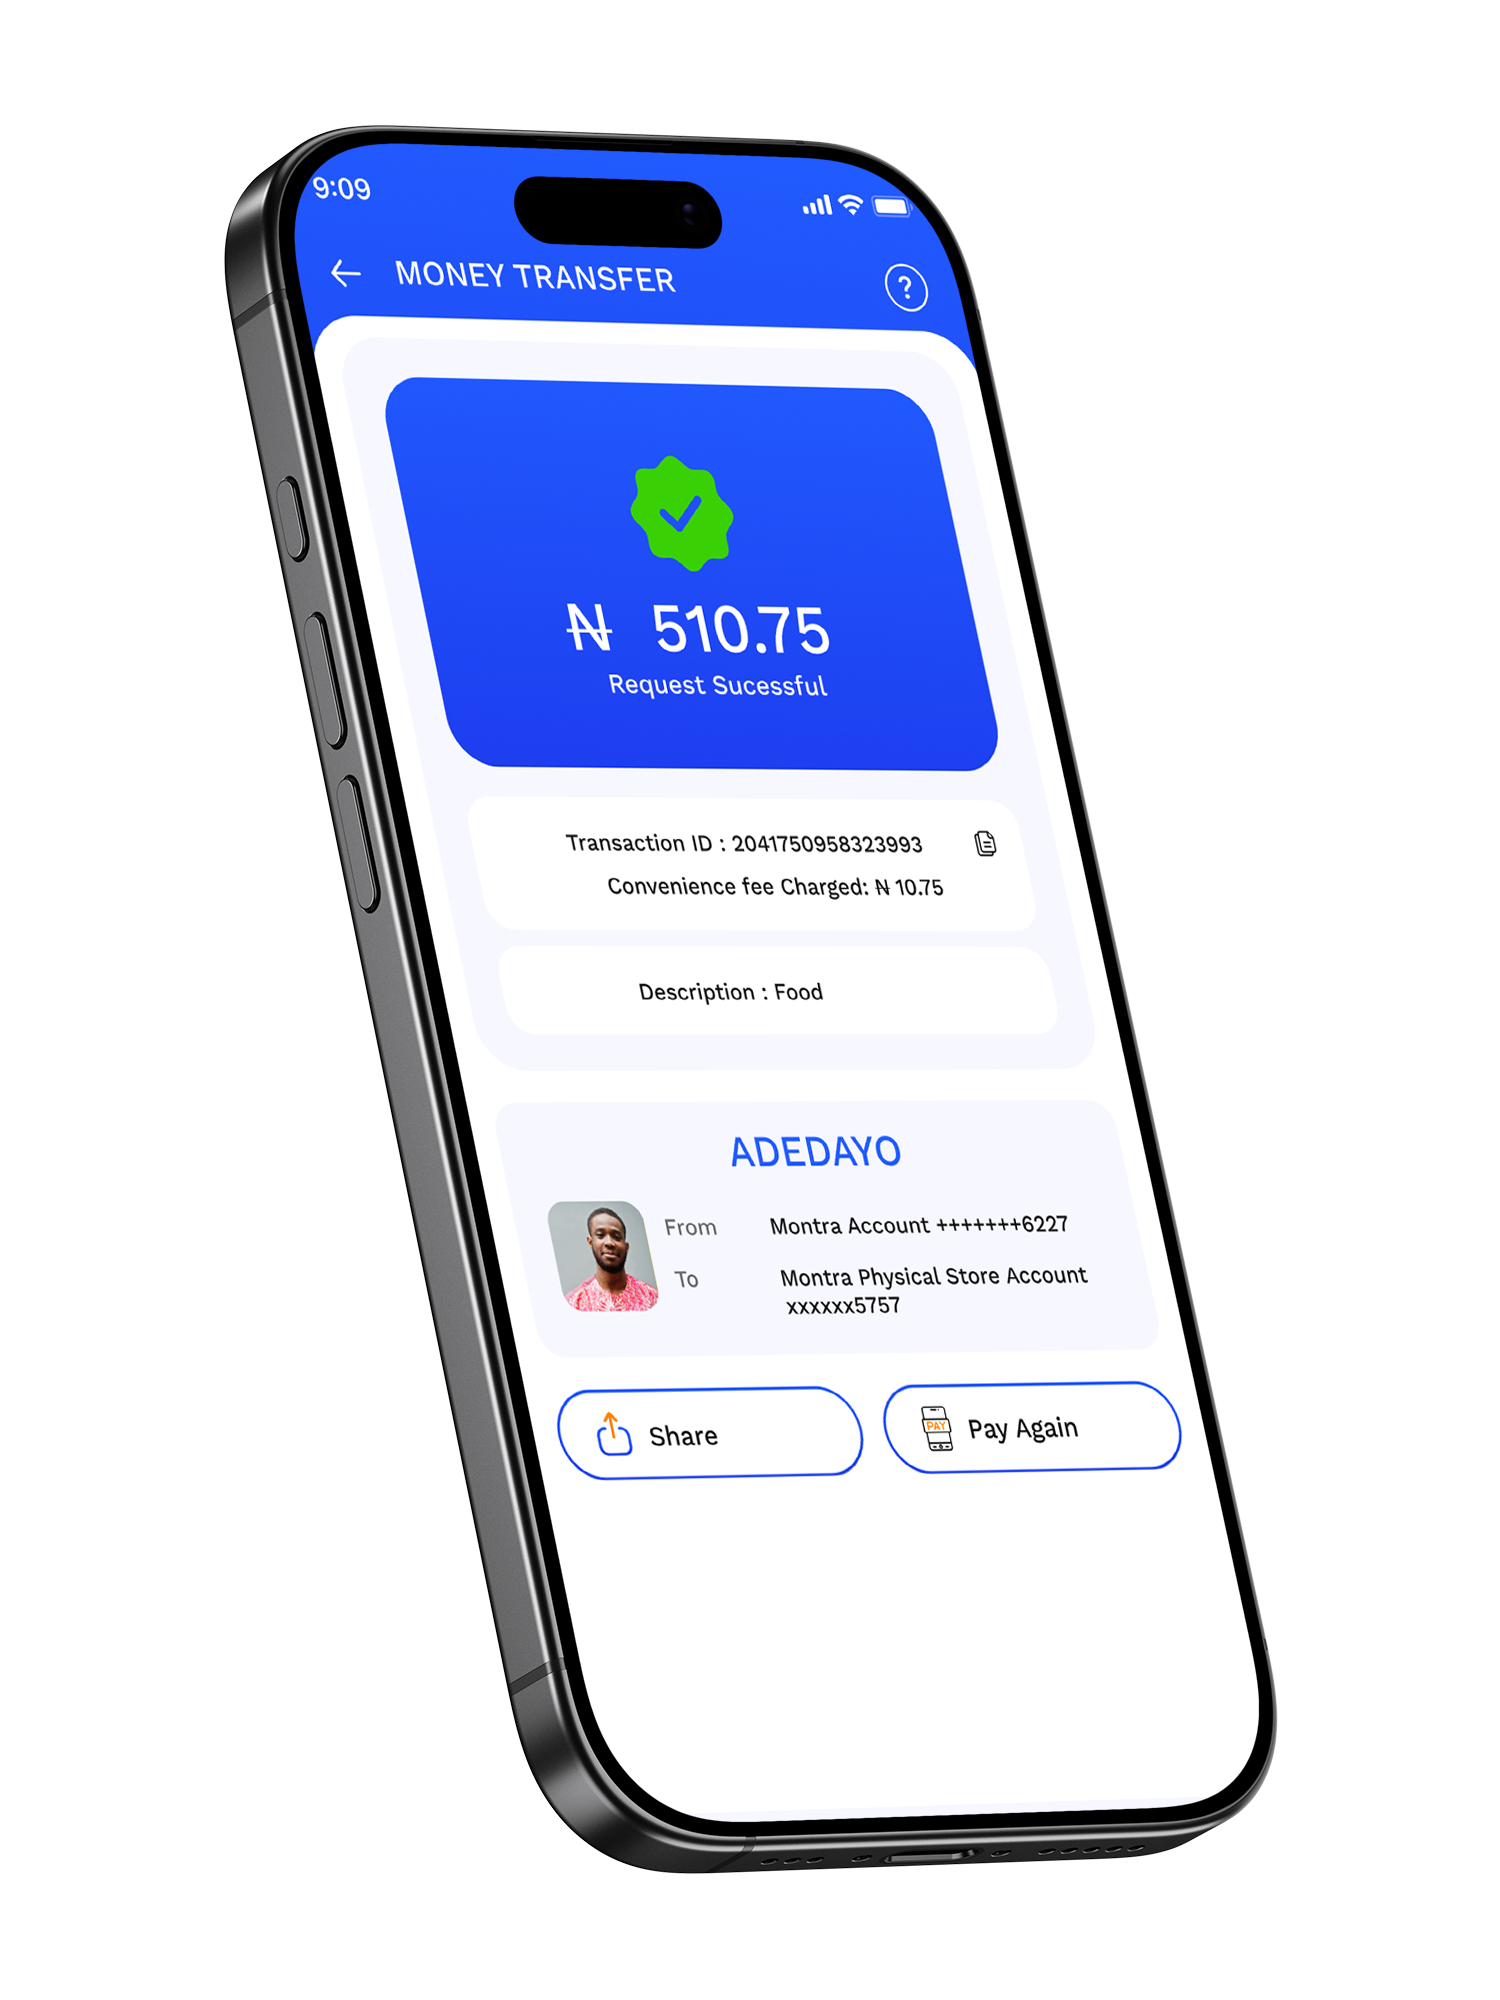 9:09
MONEY TRANSFER
?
₦ 510.75
Request Sucessful
Transaction ID : 2041750958323993
Convenience fee Charged: ₦ 10.75
Description : Food
ADEDAYO
From Montra Account +++++++6227
To Montra Physical Store Account
xxxxxx5757
Share
PAY
Pay Again